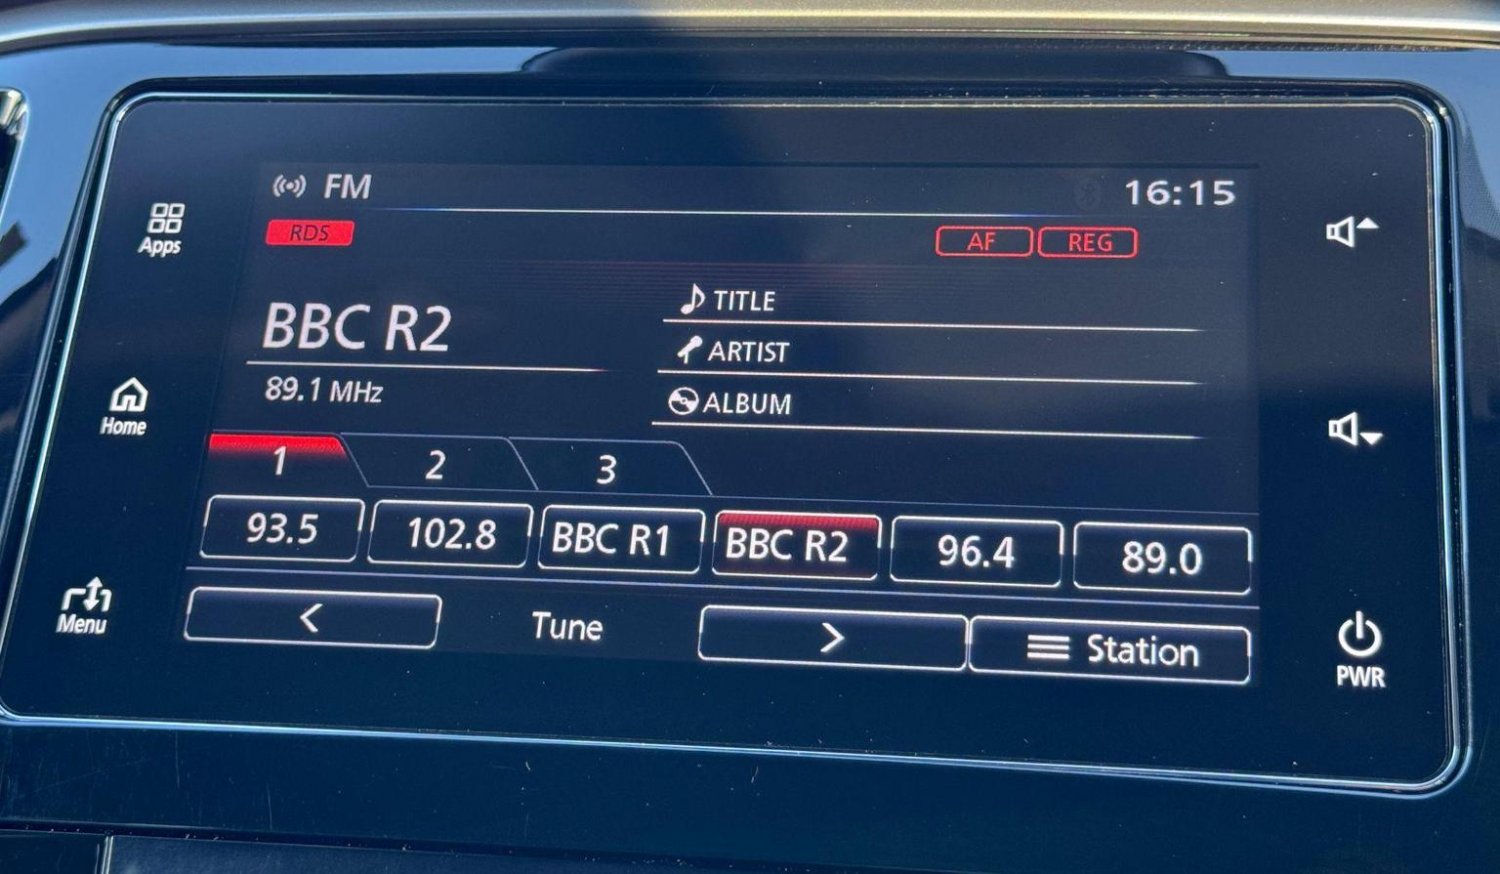 FM
16:15
RDS
AF
REG
Apps
BBC R2
89.1 MHz
TITLE
ARTIST
ALBUM
Home
1
2
3
93.5
102.8
BBC R1
BBC R2
96.4
89.0
Menu
<
Tune
>
Station
PWR